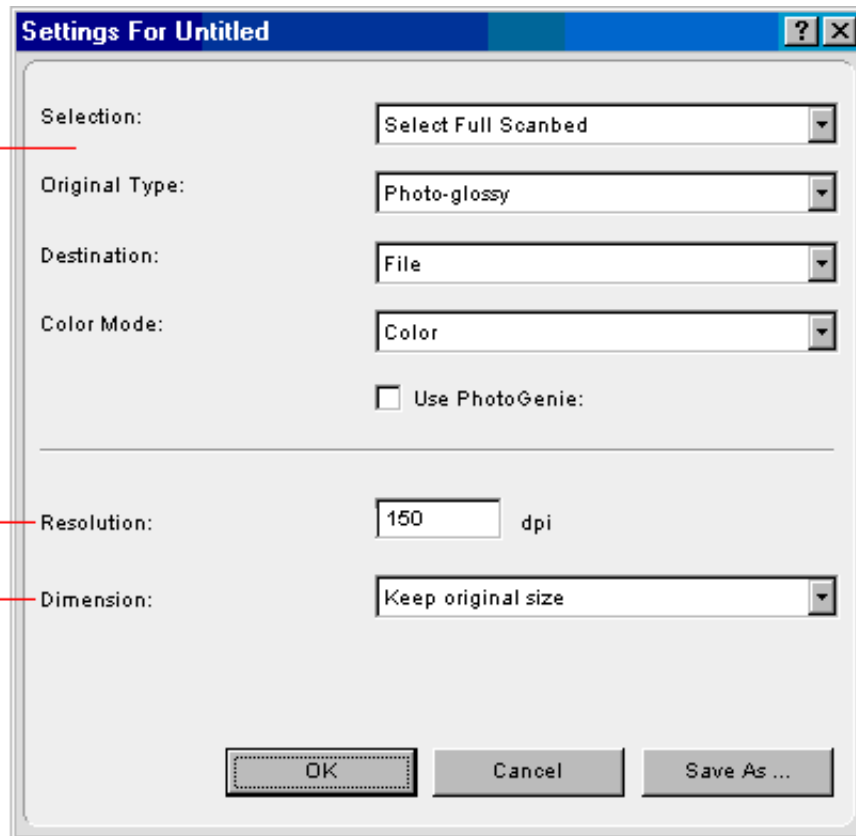 Settings For Untitled
Selection: Select Full Scanbed
Original Type: Photo-glossy
Destination: File
Color Mode: Color
Use PhotoGenie:
Resolution: 150 dpi
Dimension: Keep original size
OK Cancel Save As ...